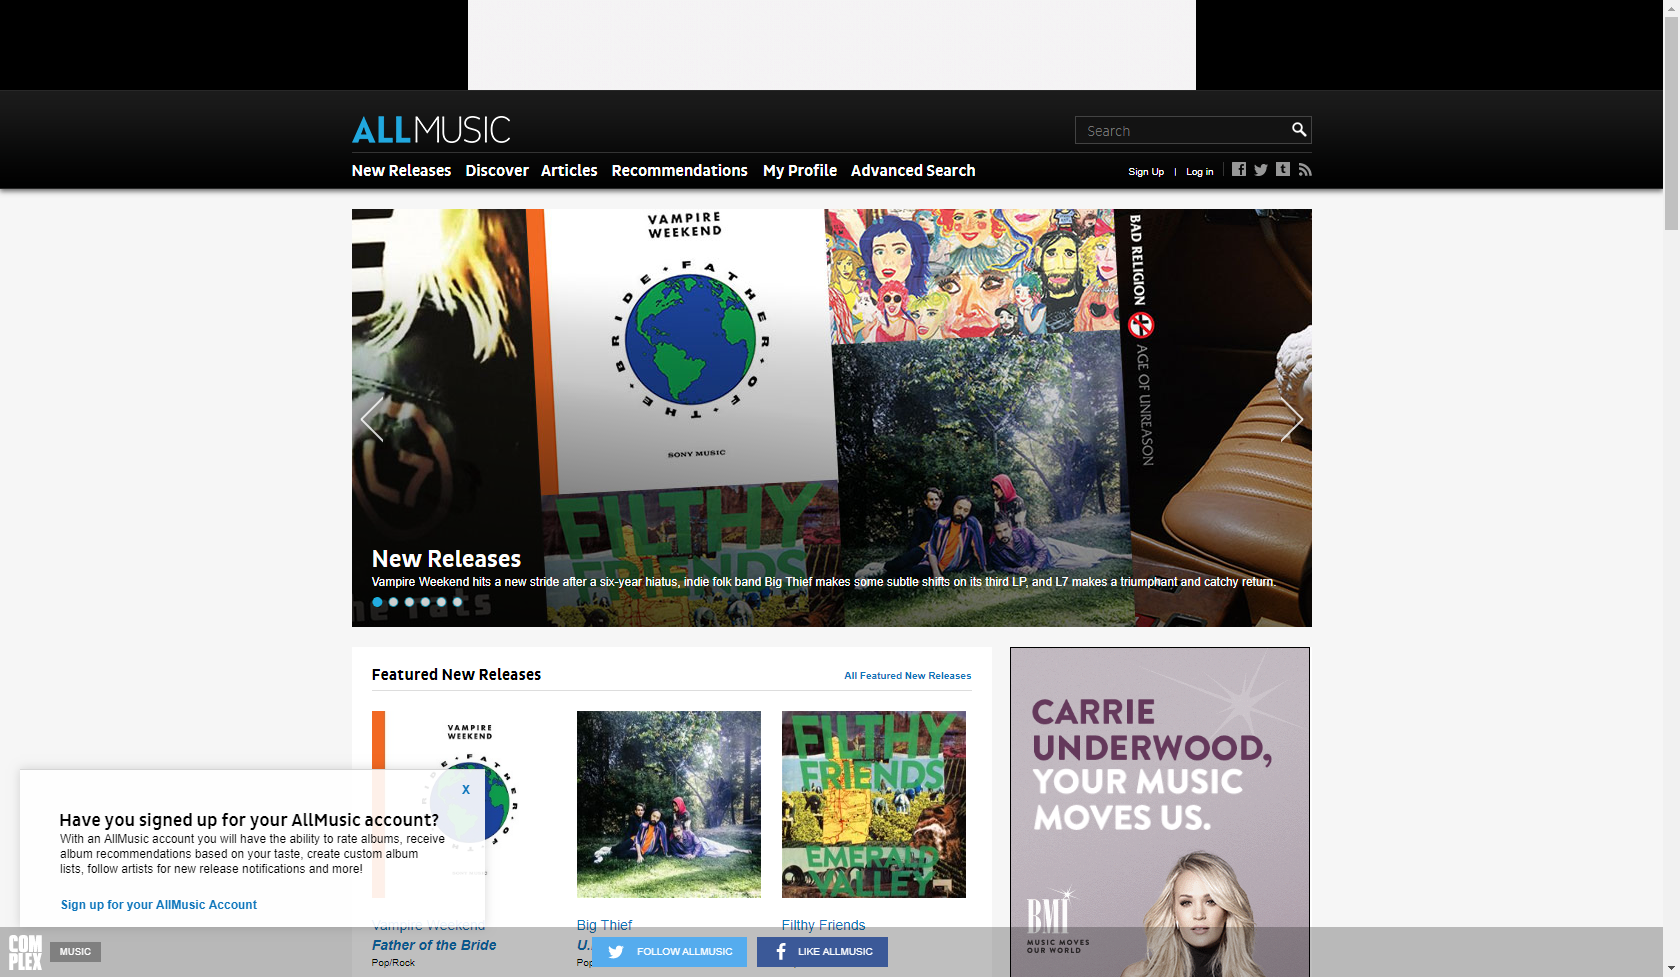 ALLMUSIC
Search
New Releases Discover Articles Recommendations My Profile Advanced Search
Sign Up | Log in
VAMPIRE
WEEKEND
FATHER OF THE BRIDE
SONY MUSIC
BAD RELIGION
AGE OF UNREASON
FILTHY
FRIENDS
New Releases
Vampire Weekend hits a new stride after a six-year hiatus, indie folk band Big Thief makes some subtle shifts on its third LP, and L7 makes a triumphant and catchy return.
Featured New Releases
All Featured New Releases
VAMPIRE
WEEKEND
FILTHY
FRIENDS
EMERALD
VALLEY
CARRIE
UNDERWOOD,
YOUR MUSIC
MOVES US.
BMI
MUSIC MOVES
OUR WORLD
X
Have you signed up for your AllMusic account?
With an AllMusic account you will have the ability to rate albums, receive
album recommendations based on your taste, create custom album
lists, follow artists for new release notifications and more!
Sign up for your AllMusic Account
Vampire Weekend
Father of the Bride
Pop/Rock
Big Thief
U.
Filthy Friends
COM
PLEX
MUSIC
FOLLOW ALLMUSIC
LIKE ALLMUSIC